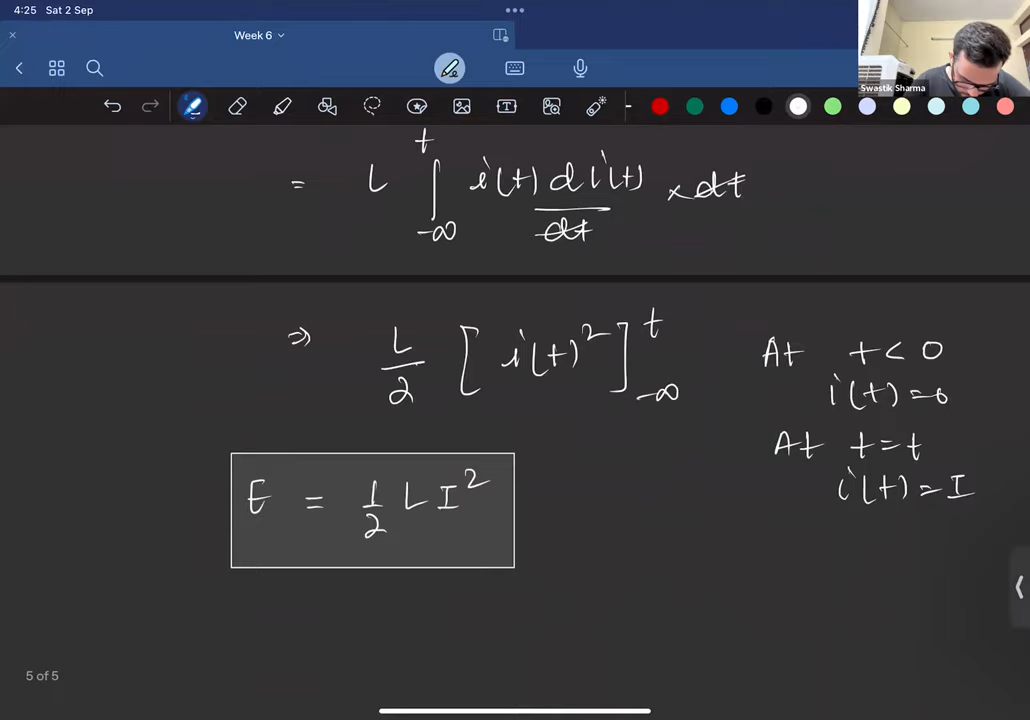 4:25 Sat 2 Sep
Week 6
Swastik Sharma
= L ∫_{-∞}^{t} i(t) di(t)/dt × dt
⇒ L/2 [i(t)²]_{-∞}^{t}
At t < 0
i(t) = 0
At t = t
i(t) = I
E = 1/2 L I²
5 of 5